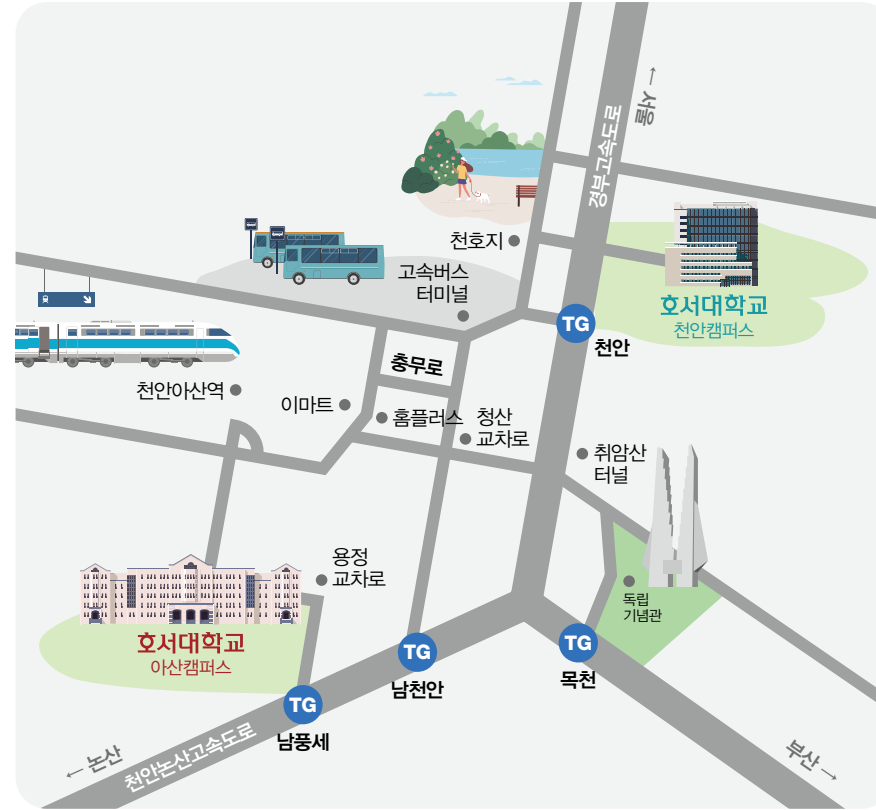 ← 서울
경부고속도로
천호지
고속버스
터미널
호서대학교
천안캠퍼스
TG
천안
충무로
천안아산역
이마트
홈플러스
청산
교차로
취암산
터널
용정
교차로
독립
기념관
호서대학교
아산캠퍼스
TG
남천안
TG
목천
TG
남풍세
← 논산
천안논산고속도로
부산 →